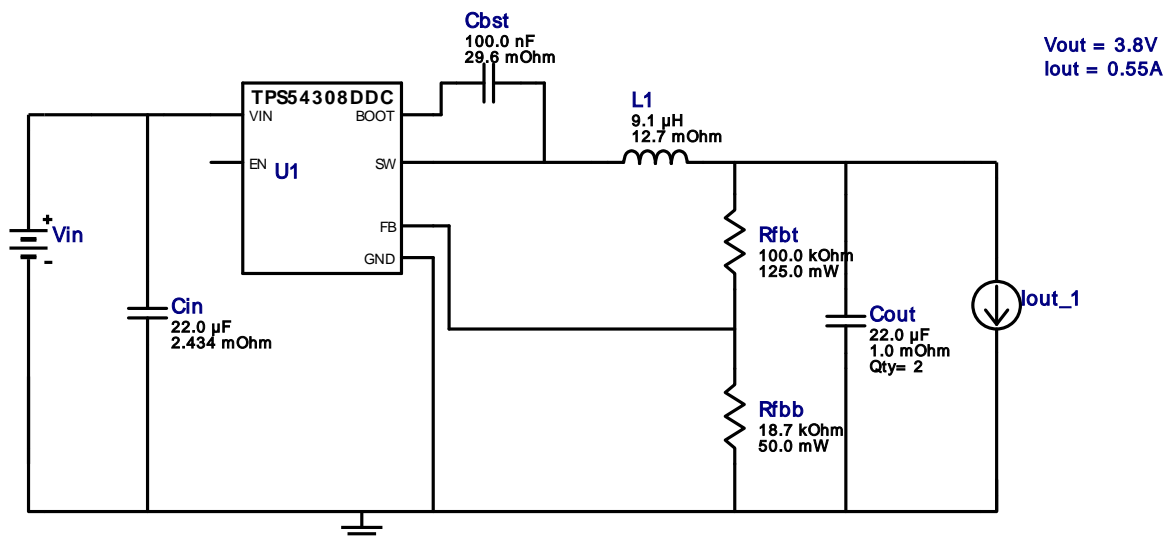 Cbst
100.0 nF
29.6 mOhm
Vout = 3.8V
Iout = 0.55A
TPS54308DDC
VIN
BOOT
L1
9.1 µH
12.7 mOhm
EN
U1
SW
+
Vin
-
FB
GND
Rfbt
100.0 kOhm
125.0 mW
Cin
22.0 µF
2.434 mOhm
Iout_1
Cout
22.0 µF
1.0 mOhm
Qty= 2
Rfbb
18.7 kOhm
50.0 mW